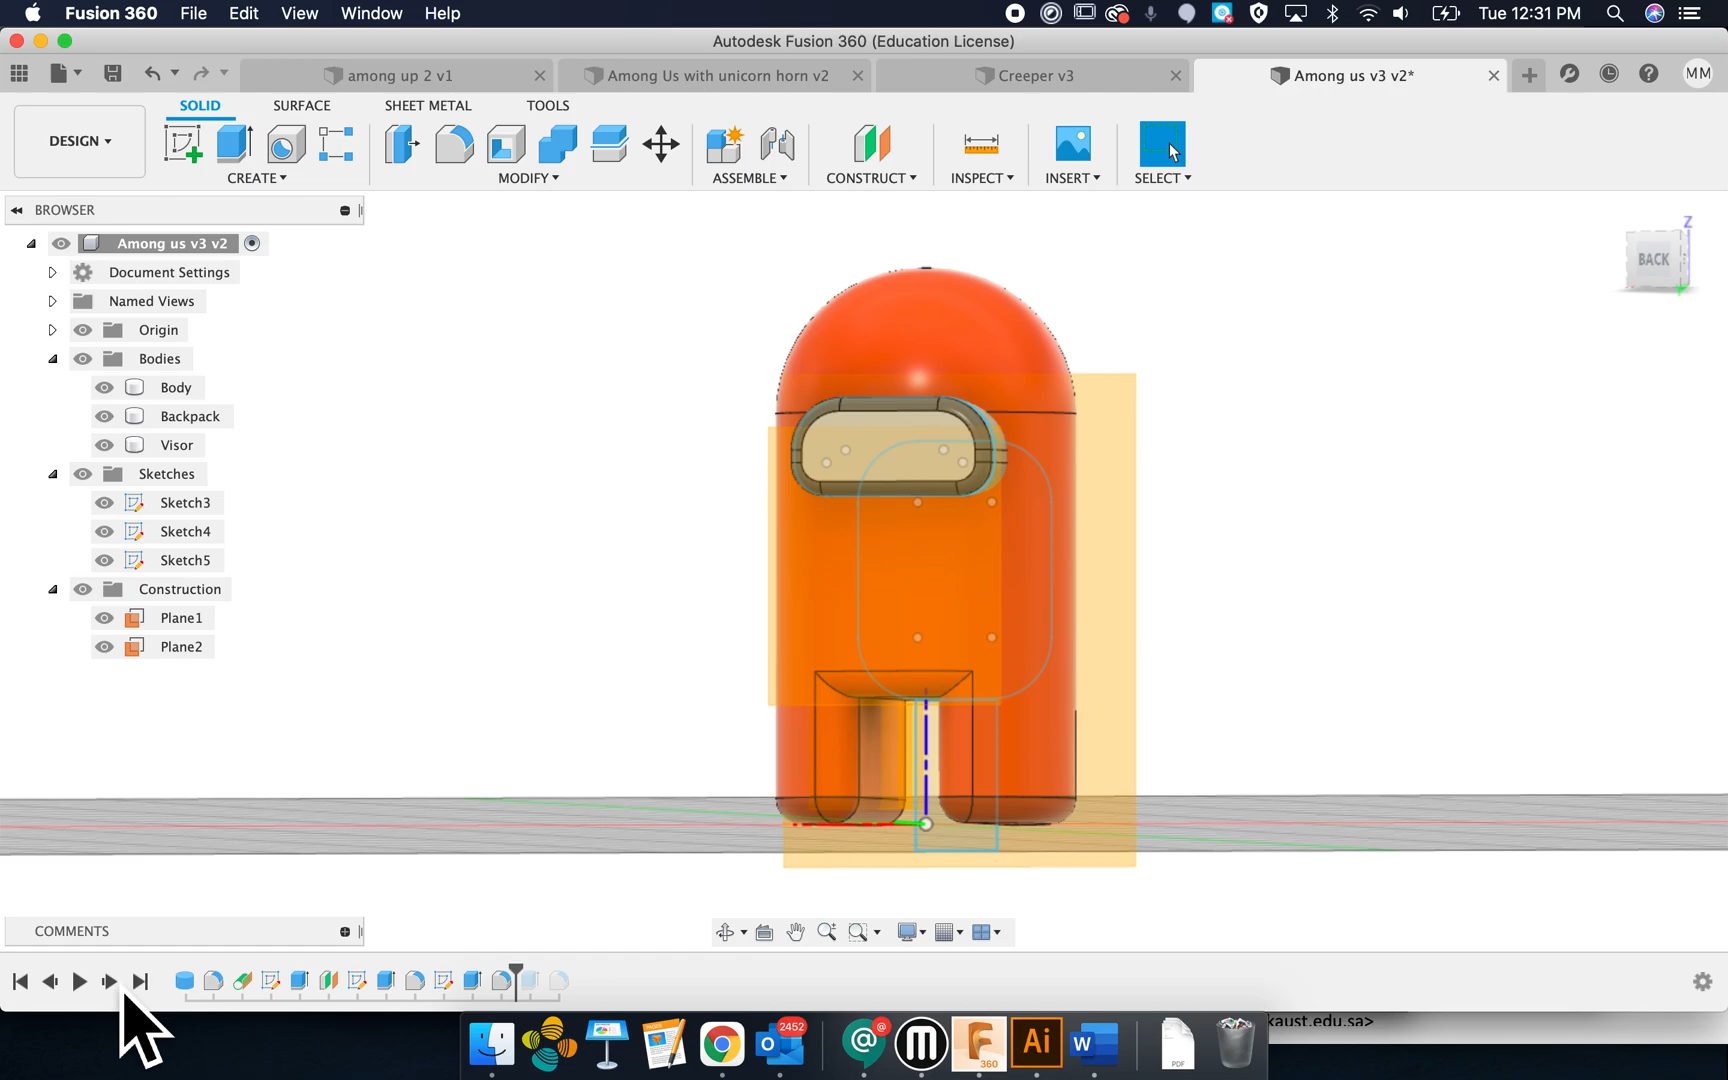 Fusion 360 File Edit View Window Help Tue 12:31 PM
Autodesk Fusion 360 (Education License)
among up 2 v1 Among Us with unicorn horn v2 Creeper v3 Among us v3 v2* MM
SOLID SURFACE SHEET METAL TOOLS
DESIGN
CREATE MODIFY ASSEMBLE CONSTRUCT INSPECT INSERT SELECT
BROWSER
Among us v3 v2
Document Settings
Named Views
Origin
Bodies
Body
Backpack
Visor
Sketches
Sketch3
Sketch4
Sketch5
Construction
Plane1
Plane2
Z
BACK
COMMENTS
kaust.edu.sa>
2452
@
360
Ai
W
PDF